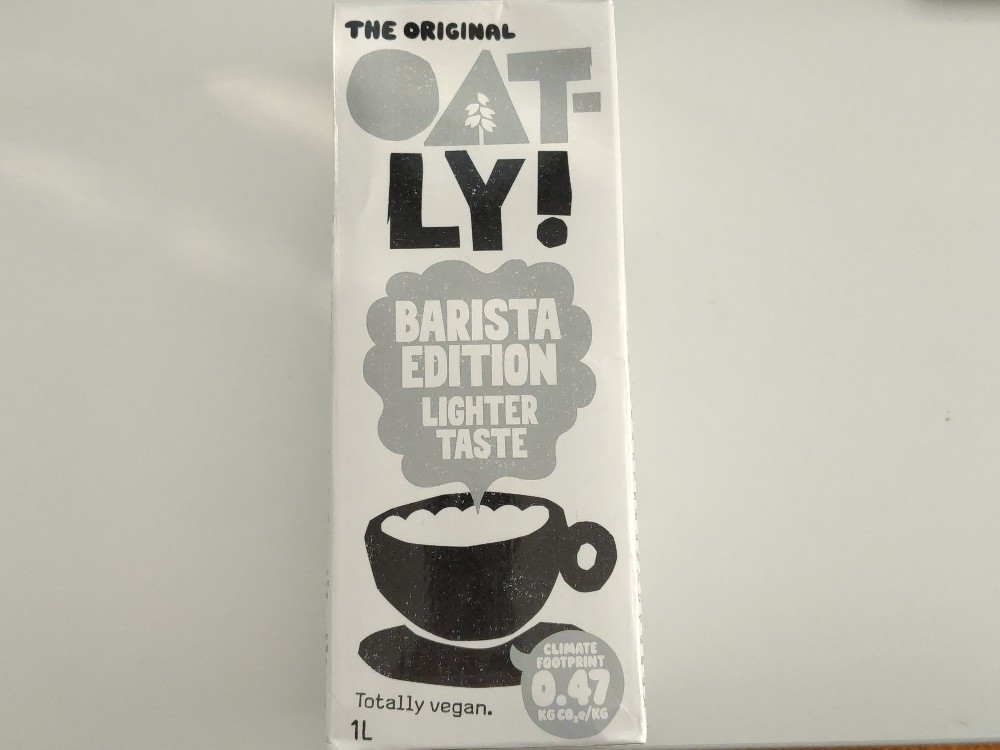 THE ORIGINAL
OAT-
LY!
BARISTA
EDITION
LIGHTER
TASTE
CLIMATE
FOOTPRINT
0.47
KG CO₂e/KG
Totally vegan.
1L